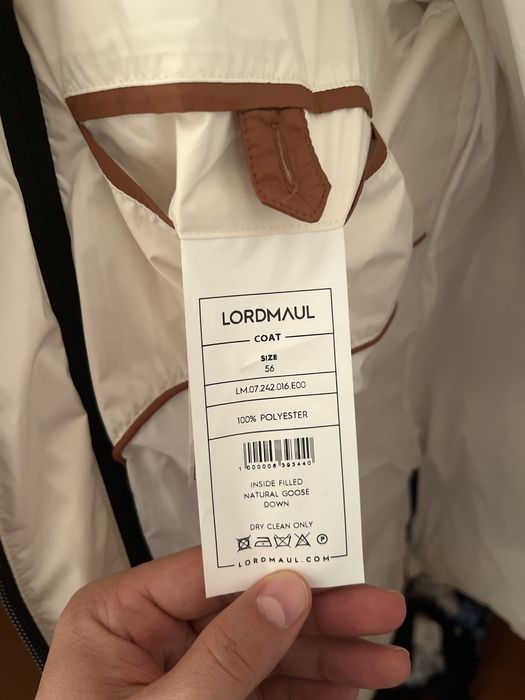 LORDMAUL
COAT
SIZE
56
LM.07.242.016.E00
100% POLYESTER
1 000006 393440
INSIDE FILLED
NATURAL GOOSE
DOWN
DRY CLEAN ONLY
P
LORDMAUL.COM